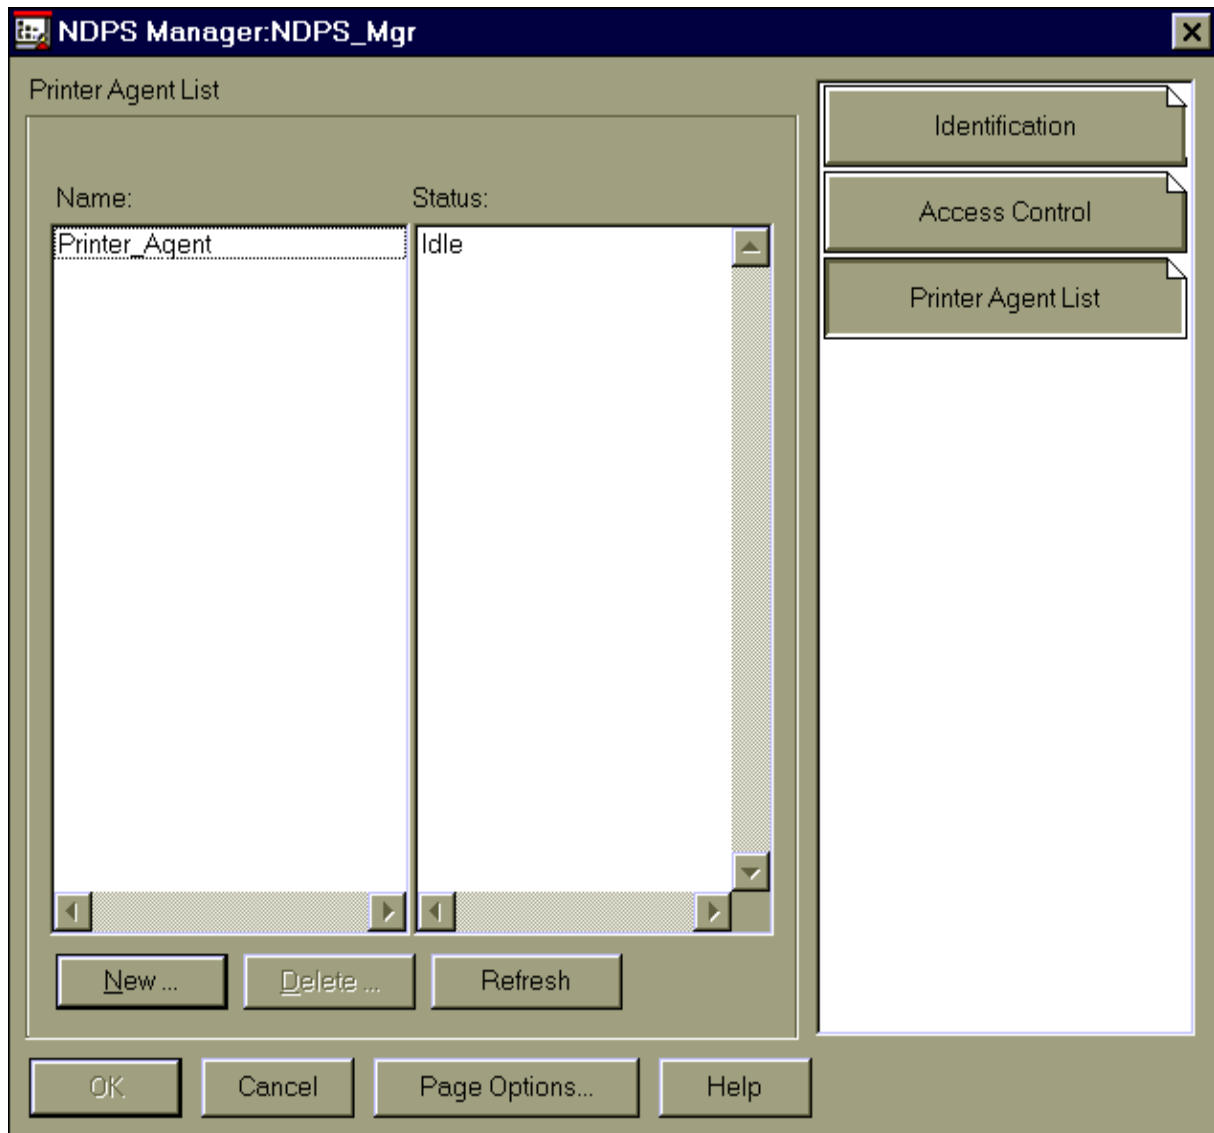 NDPS Manager:NDPS_Mgr
Printer Agent List
Name: Status:
Printer_Agent Idle
New ... Delete ... Refresh
OK Cancel Page Options... Help
Identification
Access Control
Printer Agent List